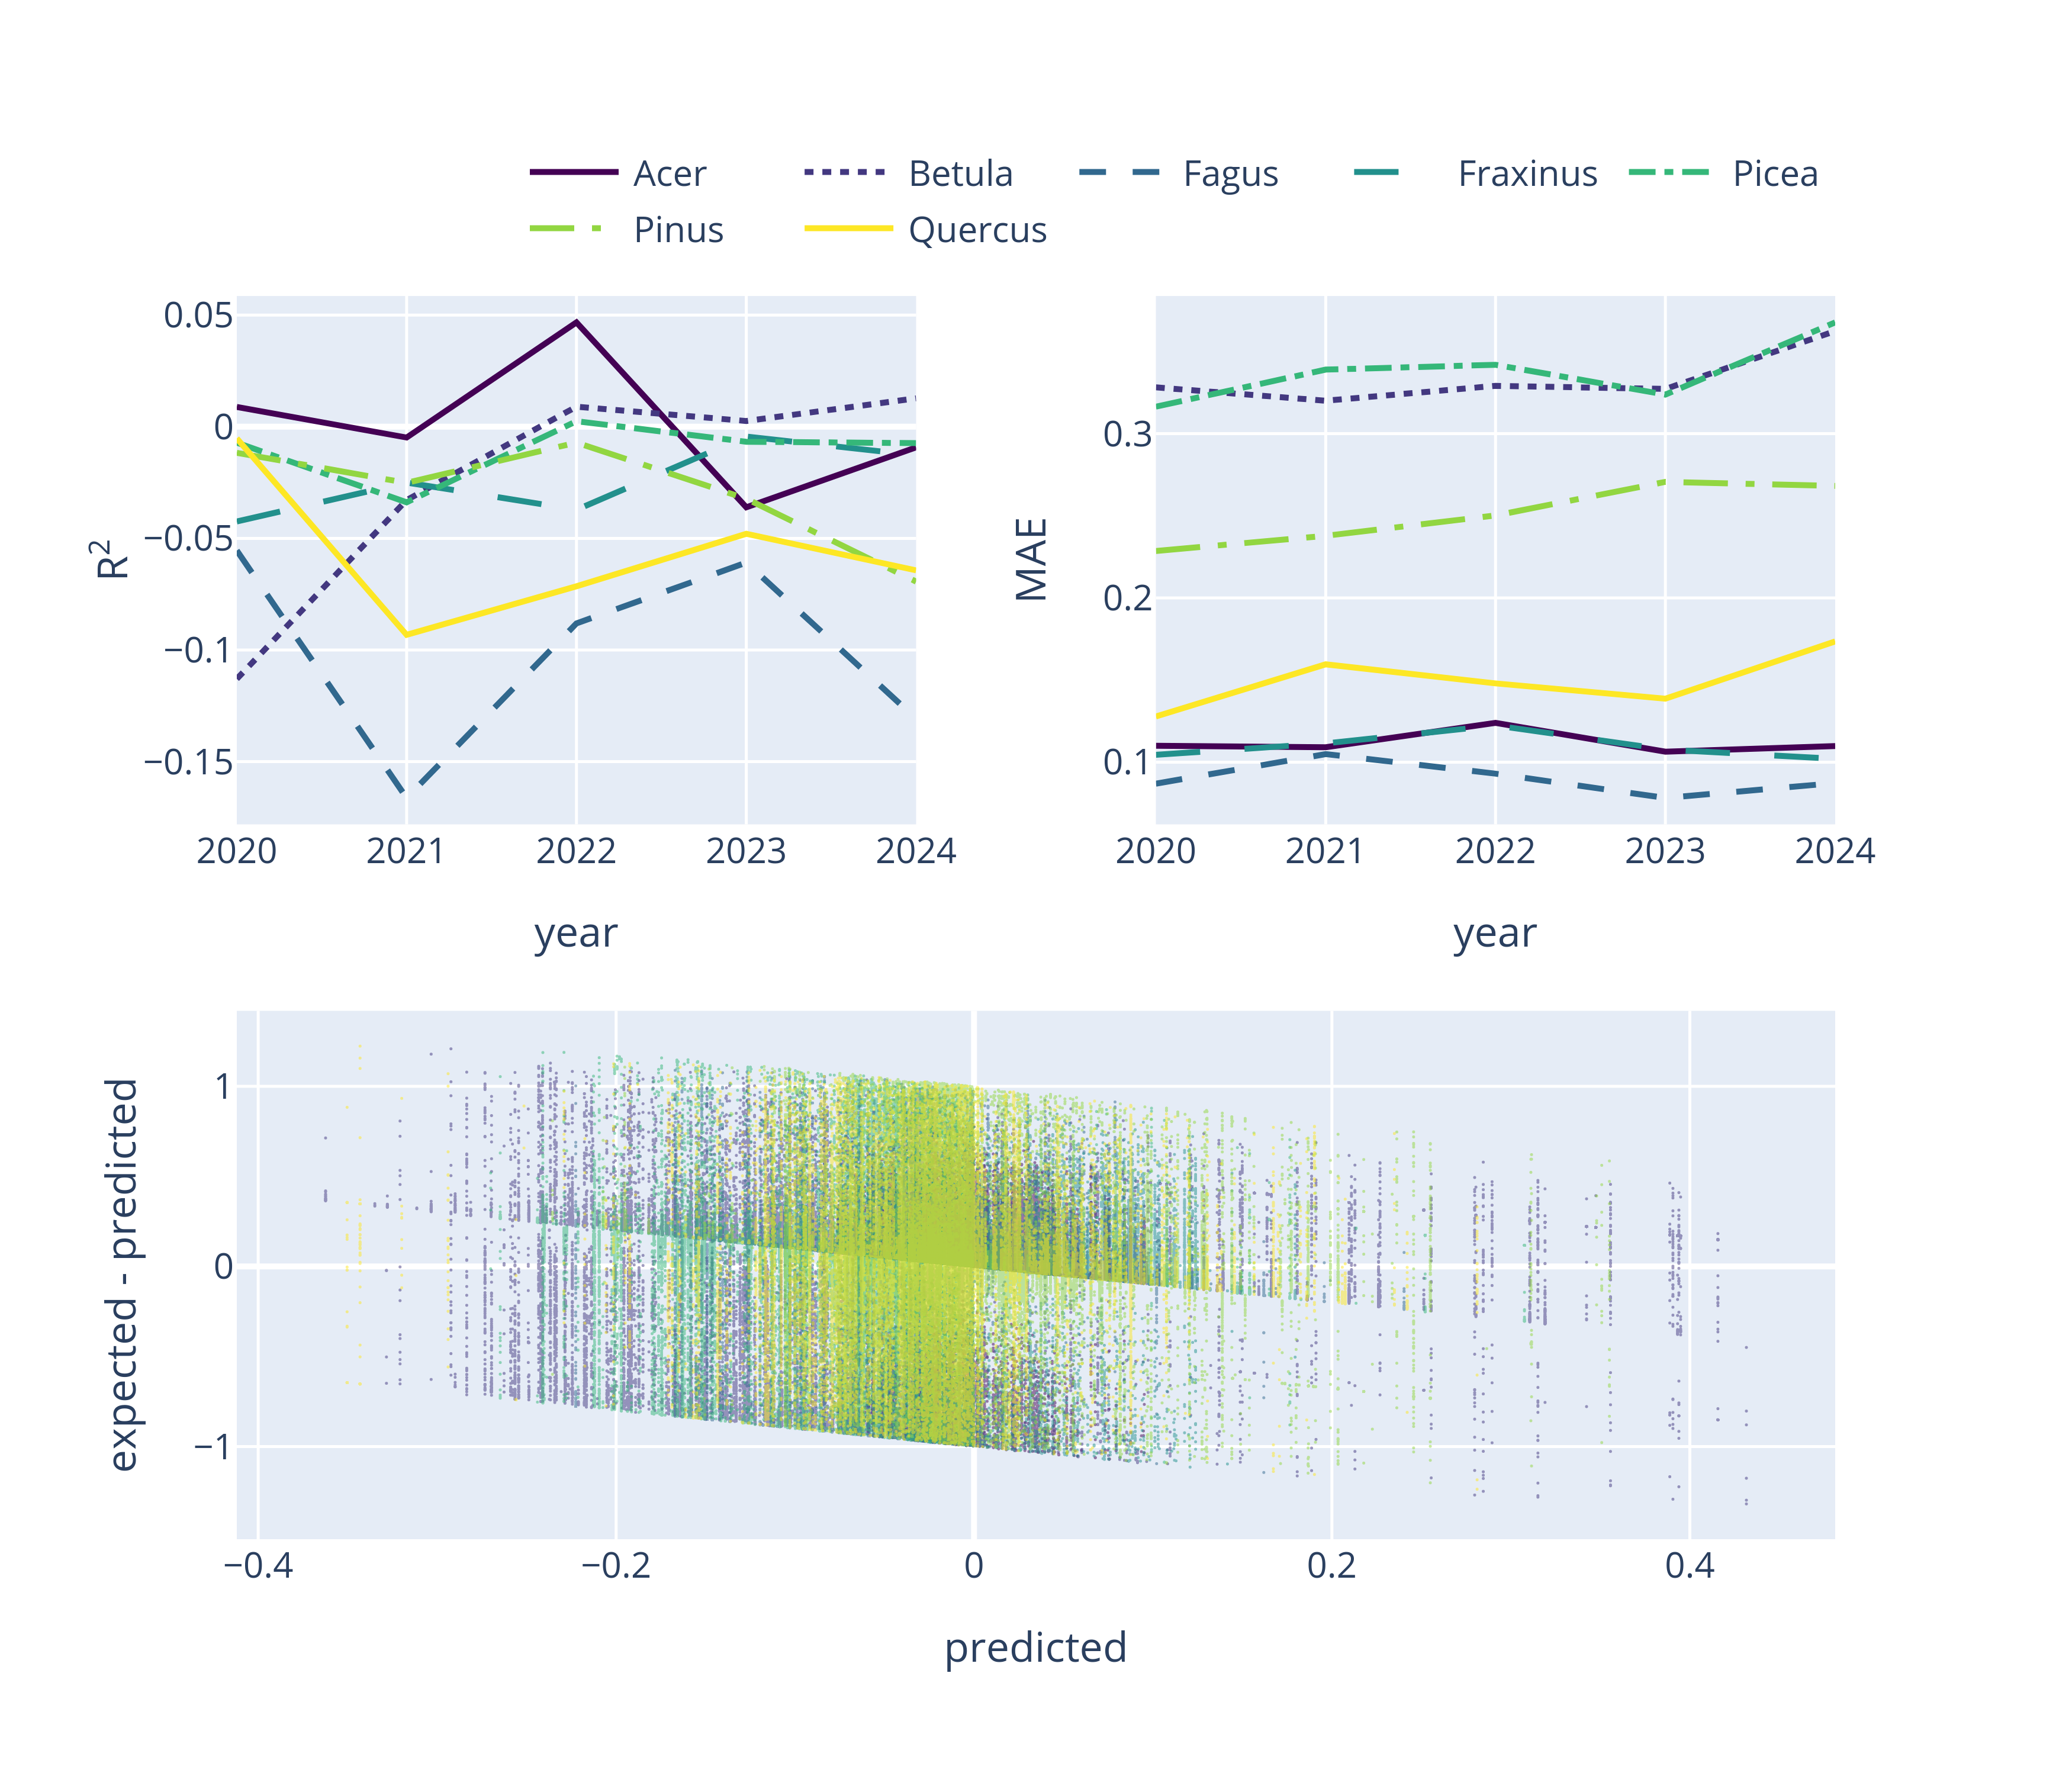 Acer Betula Fagus Fraxinus Picea
Pinus Quercus
0.05
0
−0.05
−0.1
−0.15
R²
2020 2021 2022 2023 2024
year
0.3
0.2
0.1
MAE
2020 2021 2022 2023 2024
year
1
0
−1
expected - predicted
−0.4 −0.2 0 0.2 0.4
predicted